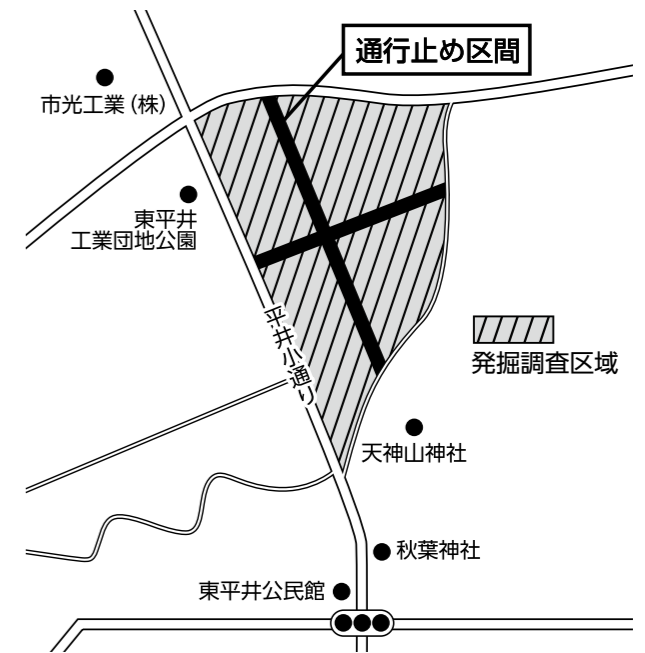 通行止め区間
市光工業(株)
東平井
工業団地公園
平井小通り
発掘調査区域
天神山神社
秋葉神社
東平井公民館